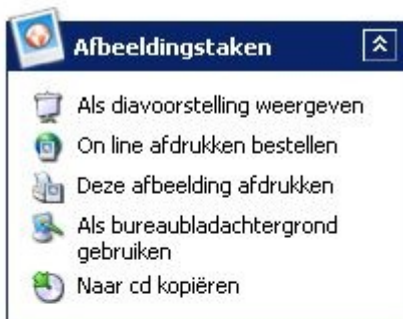 Afbeeldingstaken
Als diavoorstelling weergeven
On line afdrukken bestellen
Deze afbeelding afdrukken
Als bureaubladachtergrond
gebruiken
Naar cd kopiëren